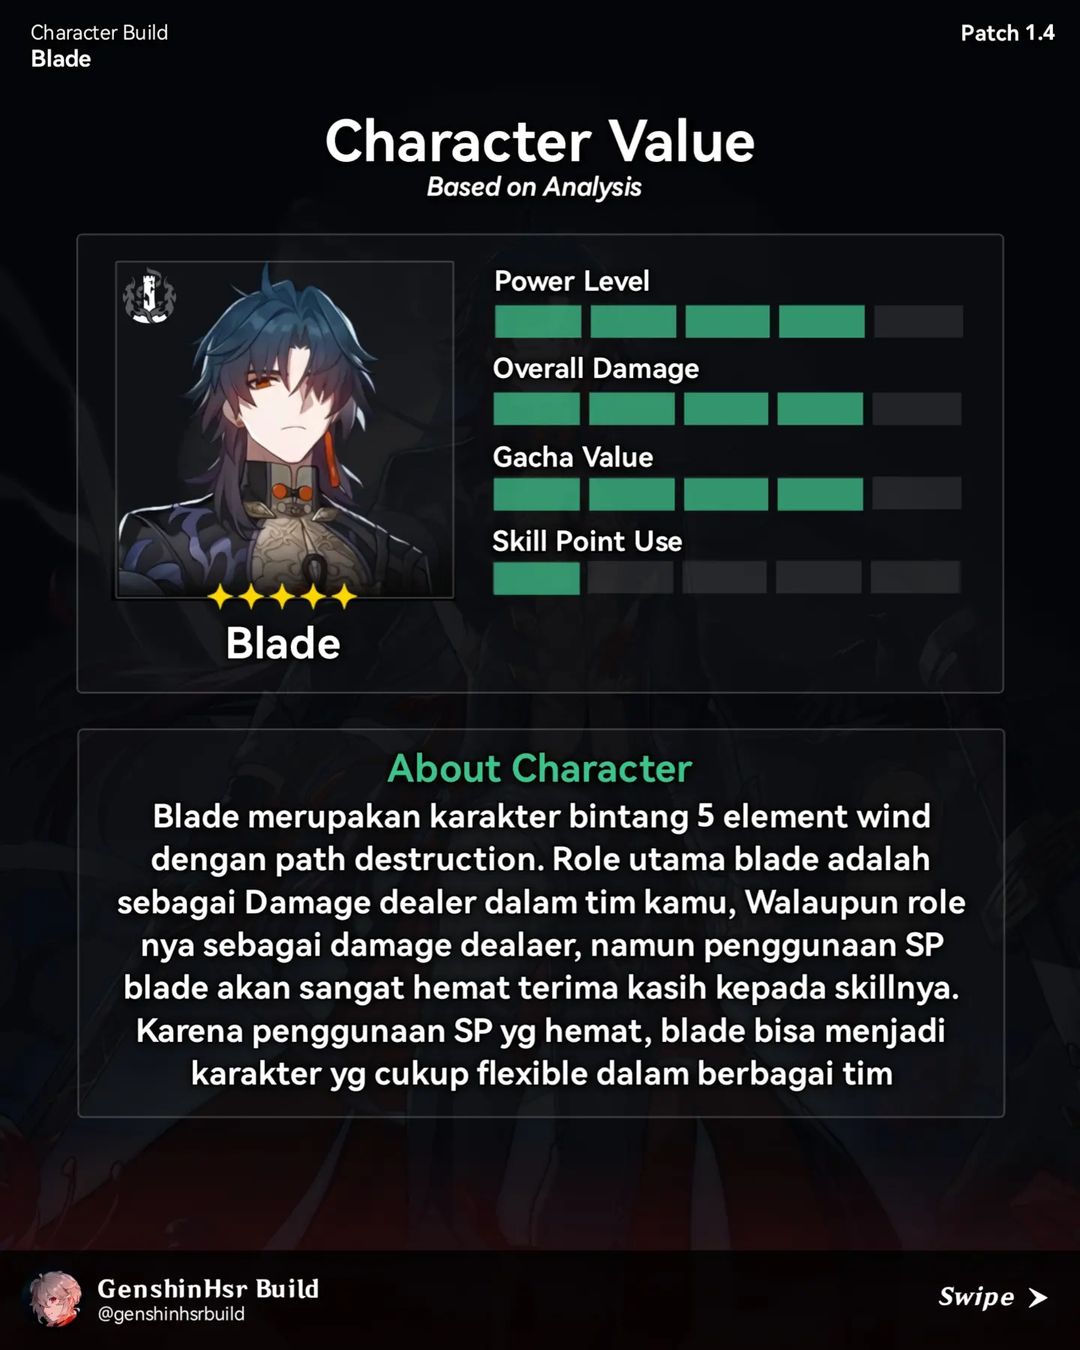 Character Build
Blade
Patch 1.4
Character Value
Based on Analysis
Power Level
Overall Damage
Gacha Value
Skill Point Use
Blade
About Character
Blade merupakan karakter bintang 5 element wind
dengan path destruction. Role utama blade adalah
sebagai Damage dealer dalam tim kamu, Walaupun role
nya sebagai damage dealaer, namun penggunaan SP
blade akan sangat hemat terima kasih kepada skillnya.
Karena penggunaan SP yg hemat, blade bisa menjadi
karakter yg cukup flexible dalam berbagai tim
GenshinHsr Build
@genshinhsrbuild
Swipe